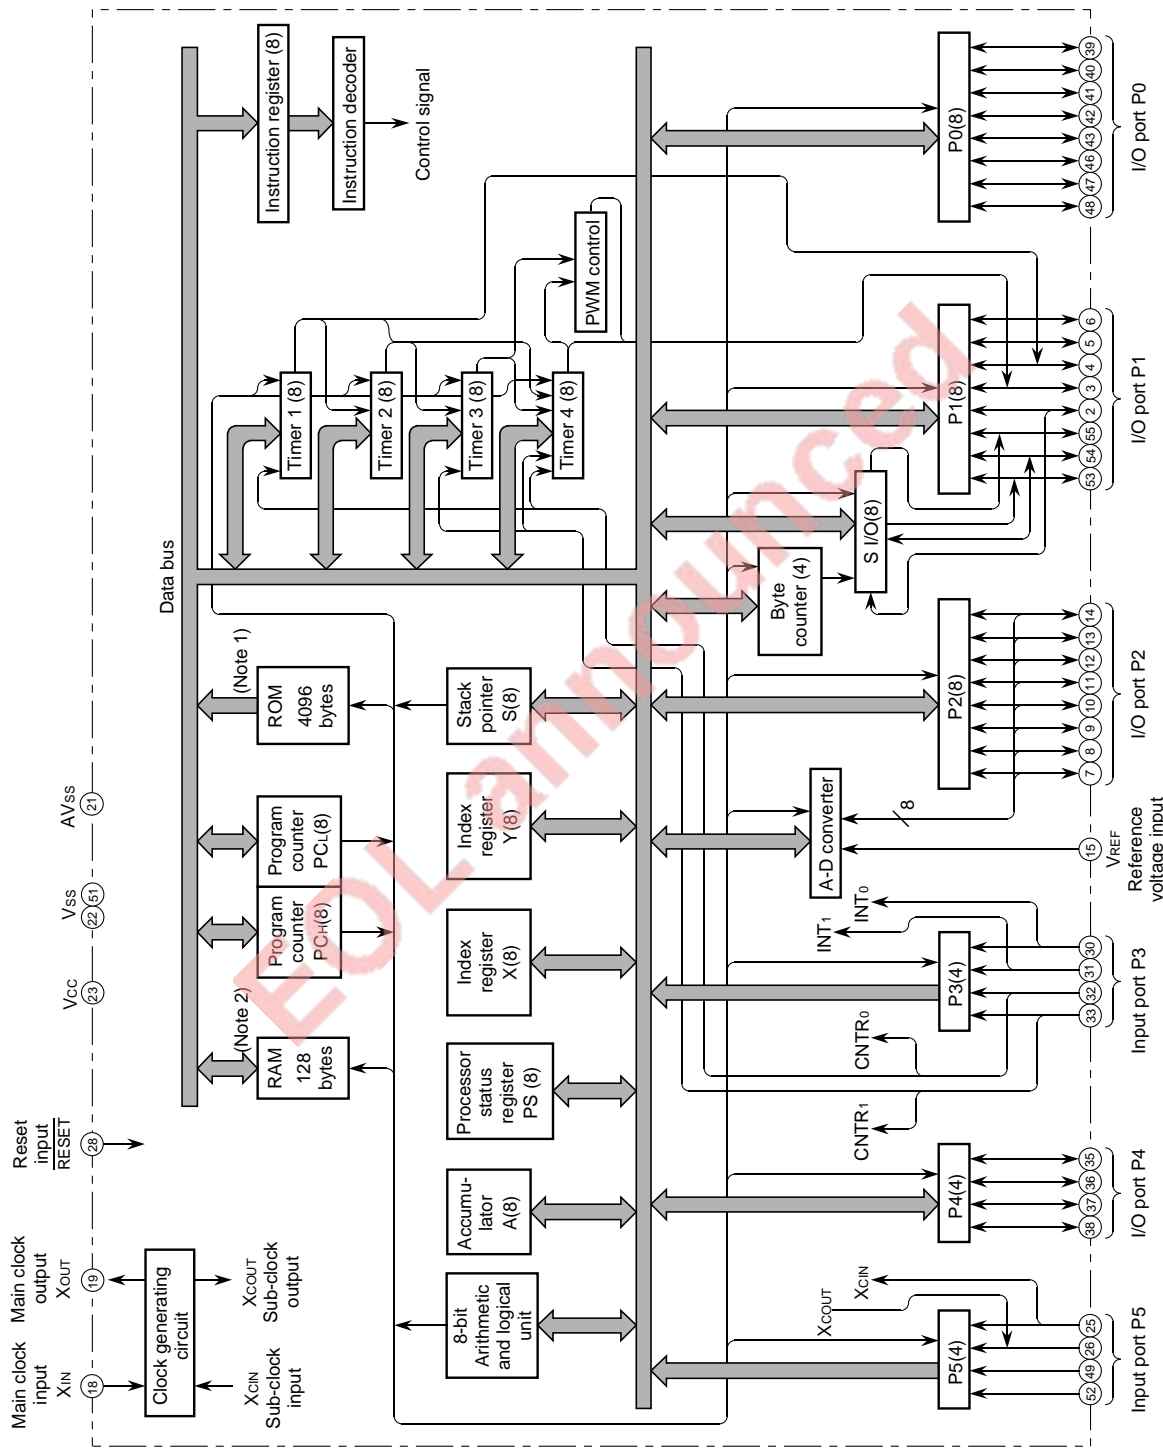 Main clock
input
XIN
Main clock
output
XOUT
Reset
input
RESET
VCC
VSS
AVSS
18
19
28
23
22
51
21
Clock generating
circuit
XCIN
Sub-clock
input
XCOUT
Sub-clock
output
Data bus
RAM
128
bytes
(Note 2)
Program
counter
PCH(8)
Program
counter
PCL(8)
ROM
4096
bytes
(Note 1)
Instruction register (8)
Instruction decoder
Control signal
8-bit
Arithmetic
and logical
unit
Accumu-
lator
A(8)
Processor
status
register
PS (8)
Index
register
X(8)
Index
register
Y(8)
Stack
pointer
S(8)
Timer 1 (8)
Timer 2 (8)
Timer 3 (8)
Timer 4 (8)
PWM control
Byte
counter (4)
S I/O(8)
A-D converter
8
XCOUT
XCIN
CNTR1
CNTR0
INT1
INT0
P5(4)
P4(4)
P3(4)
P2(8)
P1(8)
P0(8)
52
49
26
25
38
37
36
35
33
32
31
30
15
7
8
9
10
11
12
13
14
53
54
55
2
3
4
5
6
48
47
46
43
42
41
40
39
Input port P5
I/O port P4
Input port P3
VREF
Reference
voltage input
I/O port P2
I/O port P1
I/O port P0
EOL announced